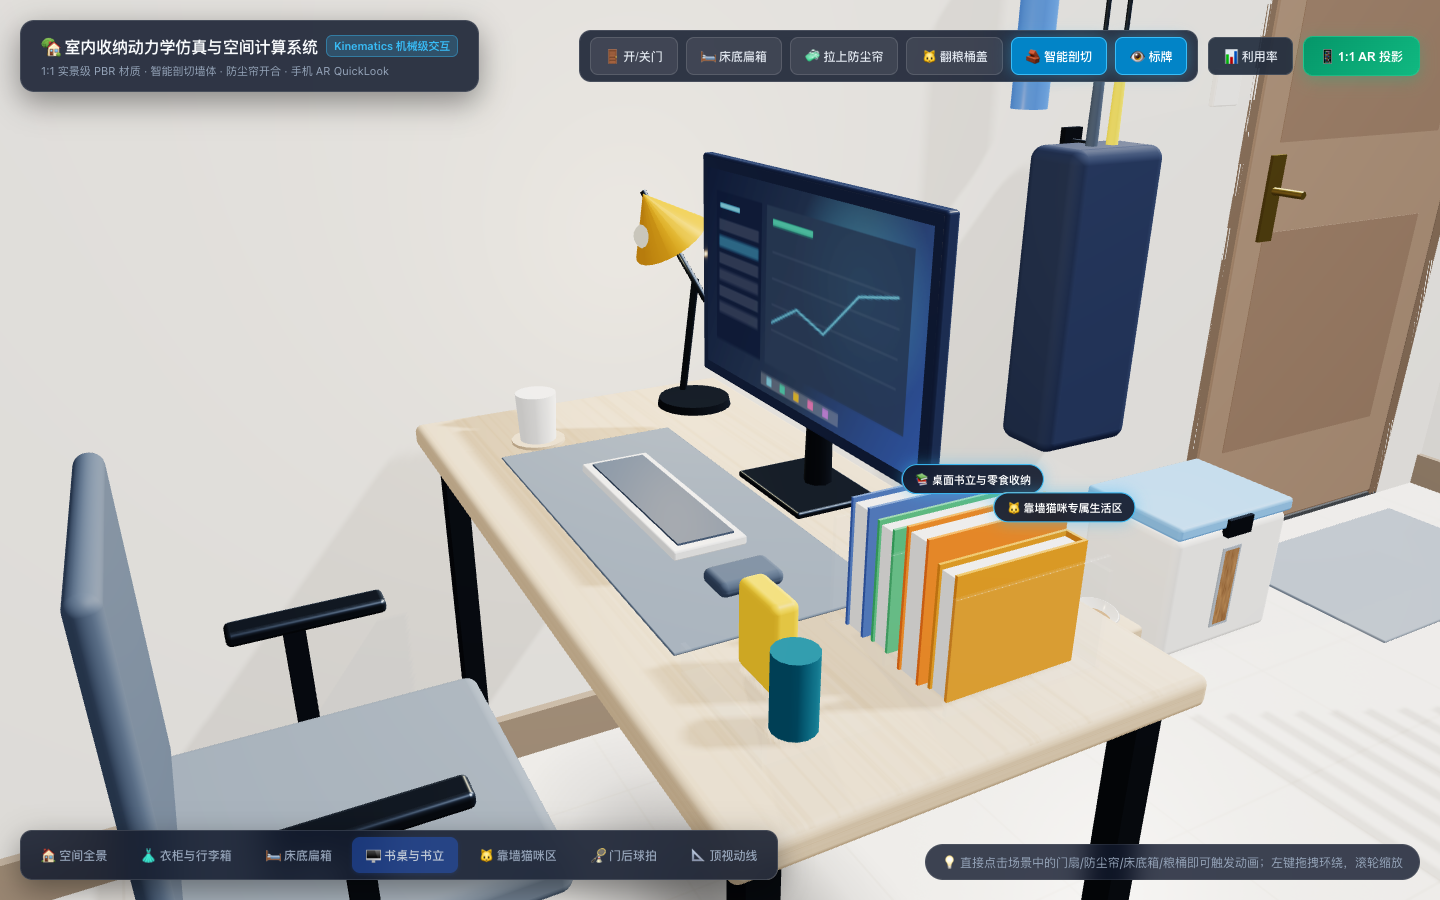 🏡 室内收纳动力学仿真与空间计算系统 Kinematics 机械级交互
1:1 实景级 PBR 材质 · 智能剖切墙体 · 防尘帘开合 · 手机 AR QuickLook
🚪 开/关门
🛏️ 床底扁箱
🧼 拉上防尘帘
🐱 翻粮桶盖
智能剖切
👁️ 标牌
📊 利用率
📱 1:1 AR 投影
📚 桌面书立与零食收纳
🐱 靠墙猫咪专属生活区
🏠 空间全景
👗 衣柜与行李箱
🛏️ 床底扁箱
🖥️ 书桌与书立
🐱 靠墙猫咪区
🎾 门后球拍
📐 顶视动线
💡 直接点击场景中的门扇/防尘帘/床底箱/粮桶即可触发动画；左键拖拽环绕，滚轮缩放